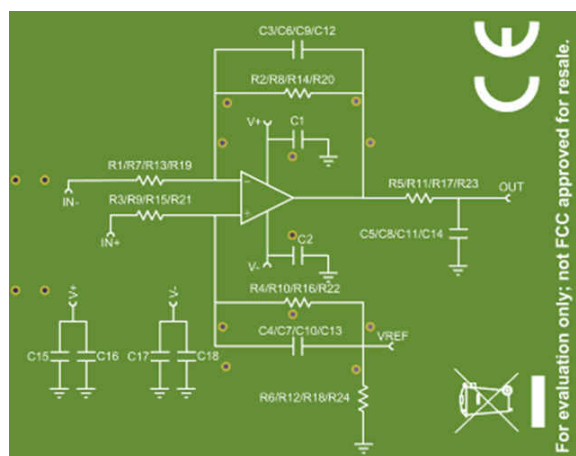 C3/C6/C9/C12
R2/R8/R14/R20
V+
C1
R1/R7/R13/R19
IN-
R3/R9/R15/R21
IN+
R5/R11/R17/R23
OUT
C5/C8/C11/C14
C2
V-
R4/R10/R16/R22
C4/C7/C10/C13
VREF
R6/R12/R18/R24
V+
C15
C16
V-
C17
C18
CE
For evaluation only; not FCC approved for resale.